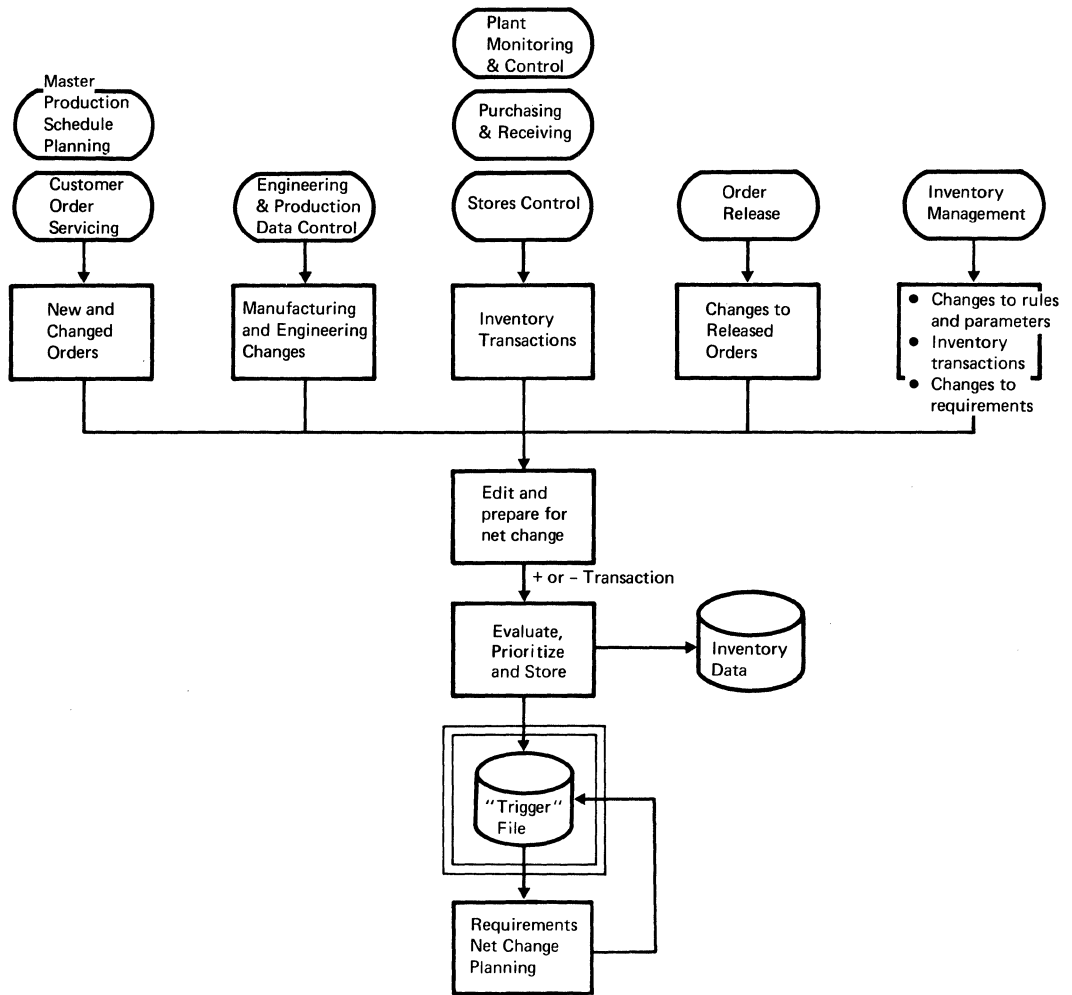 Plant
Monitoring
& Control
Master
Production
Schedule
Planning
Purchasing
& Receiving
Customer
Order
Servicing
Engineering
& Production
Data Control
Stores Control
Order
Release
Inventory
Management
New and
Changed
Orders
Manufacturing
and Engineering
Changes
Inventory
Transactions
Changes to
Released
Orders
● Changes to rules
and parameters
● Inventory
transactions
● Changes to
requirements
Edit and
prepare for
net change
+ or – Transaction
Evaluate,
Prioritize
and Store
Inventory
Data
"Trigger"
File
Requirements
Net Change
Planning